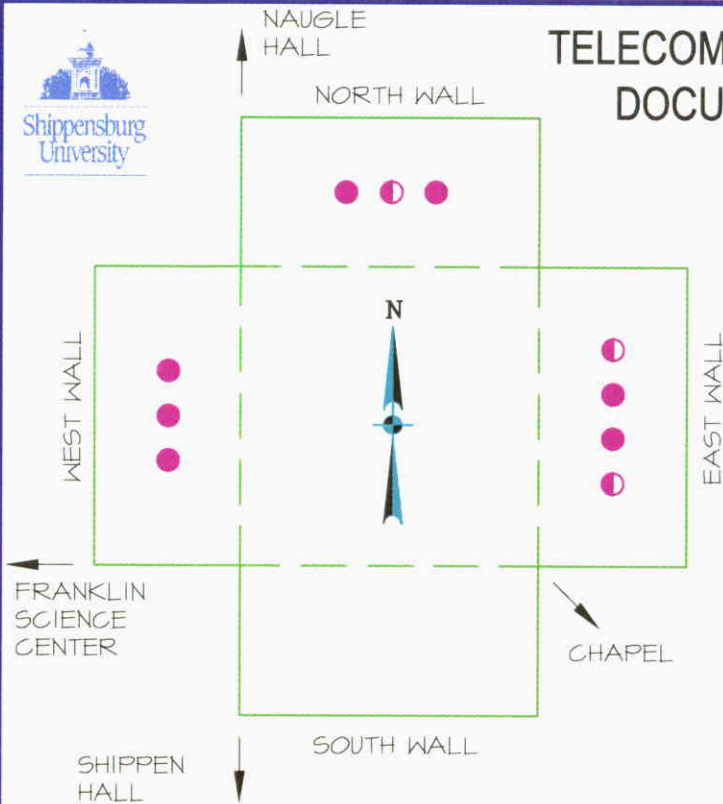 NAUGLE
HALL
TELECOM
DOCU
Shippensburg
University
NORTH WALL
N
WEST WALL
EAST WALL
FRANKLIN
SCIENCE
CENTER
CHAPEL
SOUTH WALL
SHIPPEN
HALL